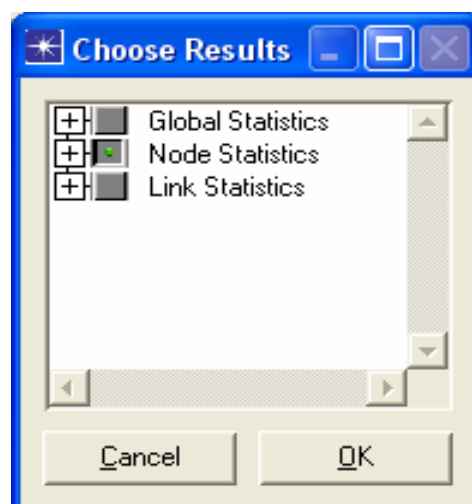 Choose Results
Global Statistics
Node Statistics
Link Statistics
Cancel
OK